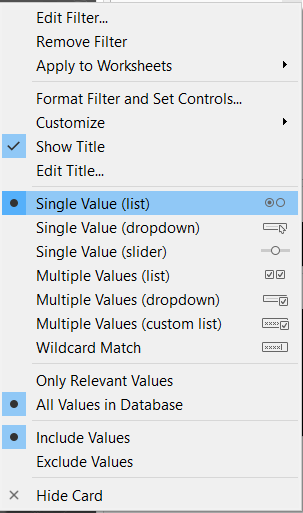 Edit Filter...
Remove Filter
Apply to Worksheets
Format Filter and Set Controls...
Customize
Show Title
Edit Title...
Single Value (list)
Single Value (dropdown)
Single Value (slider)
Multiple Values (list)
Multiple Values (dropdown)
Multiple Values (custom list)
Wildcard Match
Only Relevant Values
All Values in Database
Include Values
Exclude Values
Hide Card